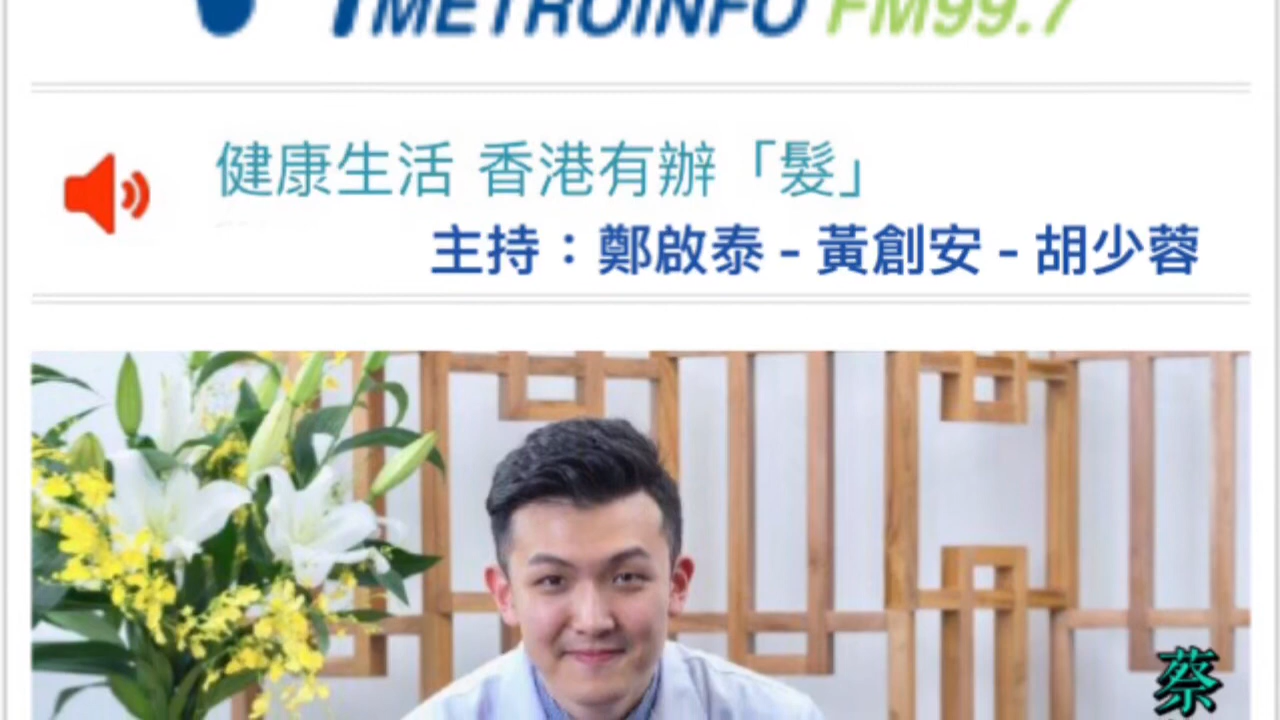 METROINFO FM99.7
健康生活 香港有辦「髮」
主持：鄭啟泰 - 黃創安 - 胡少蓉
蔡